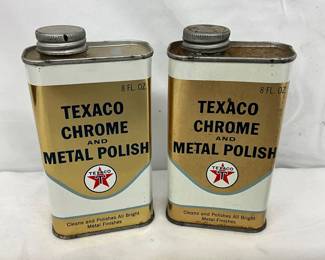 8 FL. OZ.
TEXACO
CHROME
AND
METAL POLISH
TEXACO
T
Cleans and Polishes All Bright
Metal Finishes
8 FL. OZ.
TEXACO
CHROME
AND
METAL POLISH
TEXACO
T
Cleans and Polishes All Bright
Metal Finishes